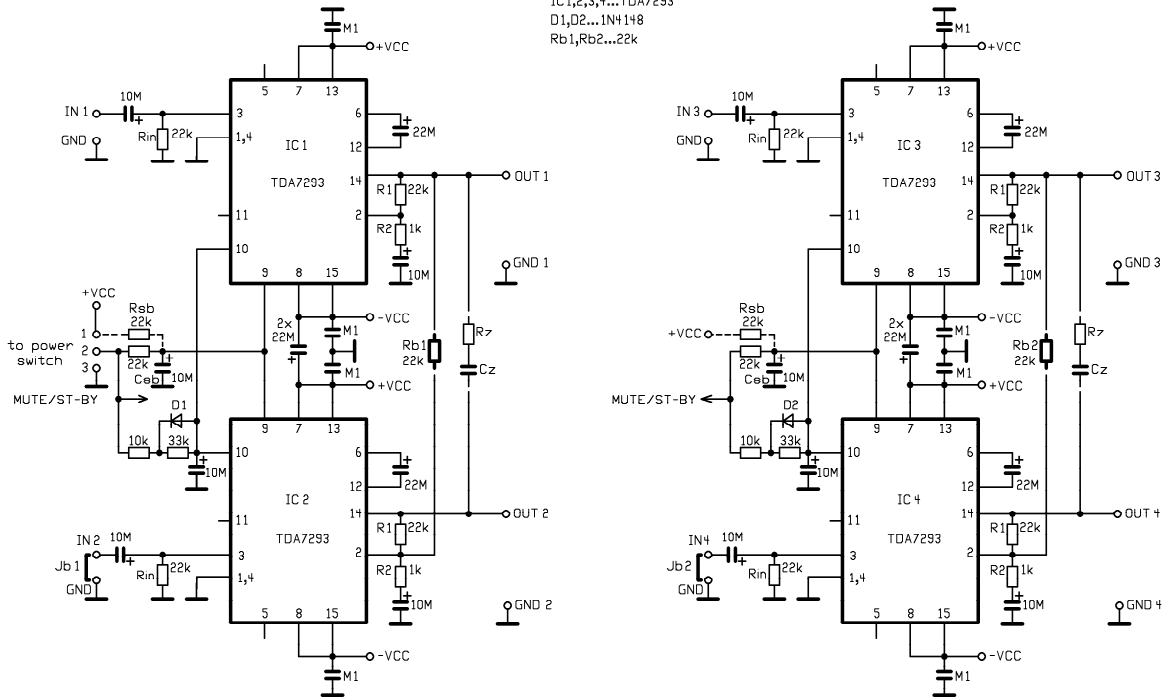 IC1,2,3,4...TDA7293
D1,D2...1N4148
Rb1,Rb2...22k
M1
+VCC
5 7 13
IN 1
10M
+
3
6
+
22M
Rin
22k
GND
1,4
IC 1
12
TDA7293
14
OUT 1
R1
22k
11
2
R2
1k
+
10
10M
GND 1
9 8 15
+VCC
Rsb
22k
-VCC
1
2x
22M
M1
to power
switch
2
+
22k
Csb
10M
+
Rb1
22k
Rz
3
M1
Cz
MUTE/ST-BY
+VCC
D1
9 7 13
10k
33k
10
6
+
10M
+
22M
12
IC 2
14
OUT 2
11
TDA7293
R1
22k
IN 2
10M
+
3
2
Jb1
Rin
22k
R2
1k
GND
1,4
+
10M
GND 2
5 8 15
-VCC
M1
M1
+VCC
5 7 13
IN 3
10M
+
3
6
+
22M
Rin
22k
GND
1,4
IC 3
12
TDA7293
14
OUT 3
R1
22k
11
2
R2
1k
+
10
10M
GND 3
9 8 15
Rsb
22k
-VCC
+VCC
2x
22M
M1
+
22k
Csb
10M
+
Rb2
22k
Rz
M1
Cz
MUTE/ST-BY
+VCC
D2
9 7 13
10k
33k
10
6
+
10M
+
22M
12
IC 4
14
OUT 4
11
TDA7293
R1
22k
IN4
10M
+
3
2
Jb2
Rin
22k
R2
1k
GND
1,4
+
10M
GND 4
5 8 15
-VCC
M1